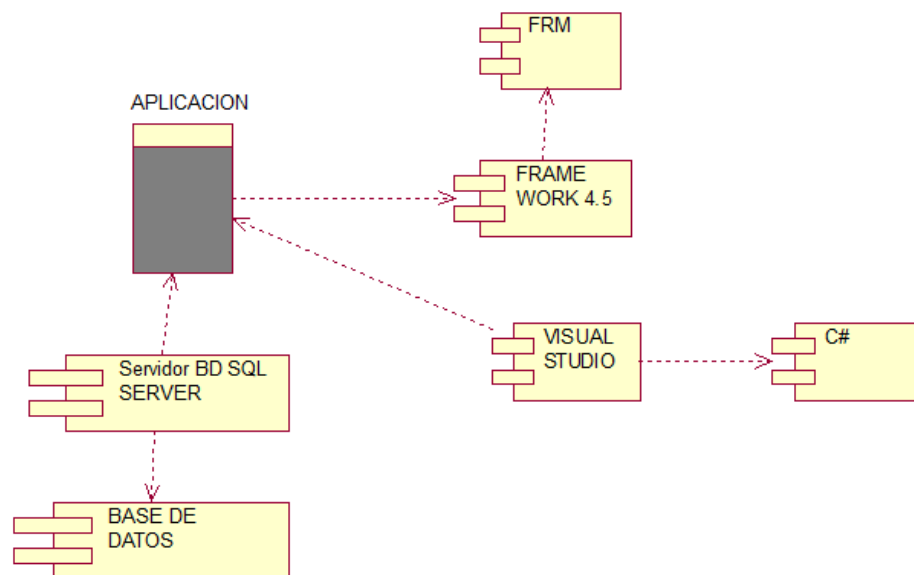 FRM
APLICACION
FRAME
WORK 4.5
VISUAL
STUDIO
C#
Servidor BD SQL
SERVER
BASE DE
DATOS